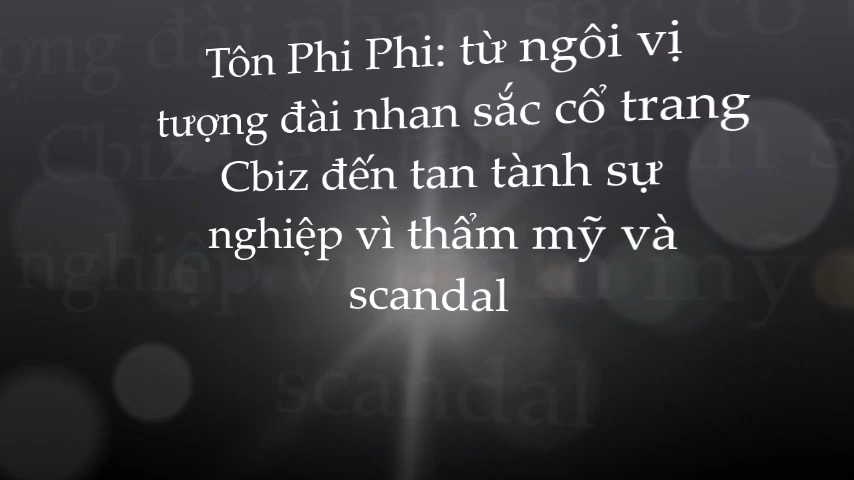 Tôn Phi Phi: từ ngôi vị
tượng đài nhan sắc cổ trang
Cbiz đến tan tành sự
nghiệp vì thẩm mỹ và
scandal